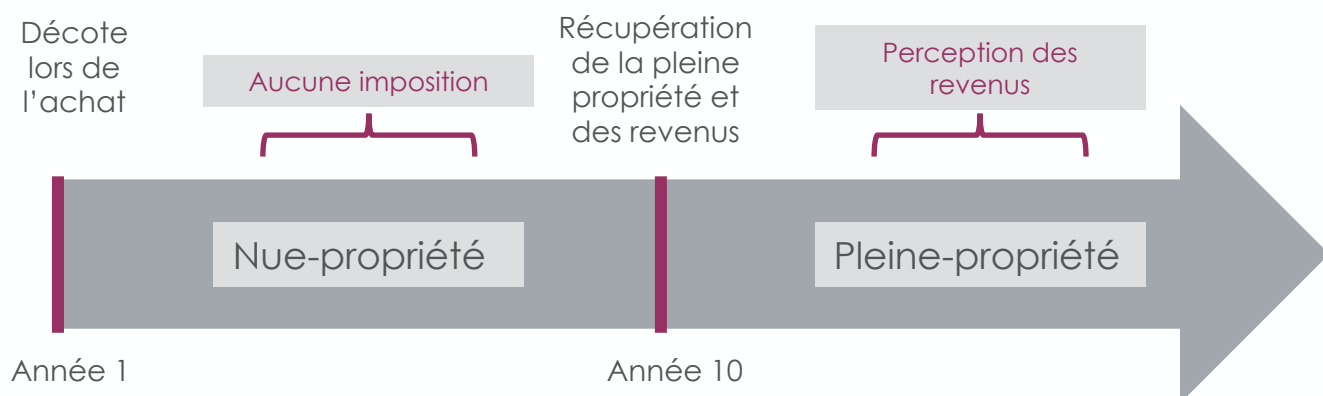 Décote
lors de
l’achat
Aucune imposition
Récupération
de la pleine
propriété et
des revenus
Perception des
revenus
Nue-propriété
Pleine-propriété
Année 1
Année 10